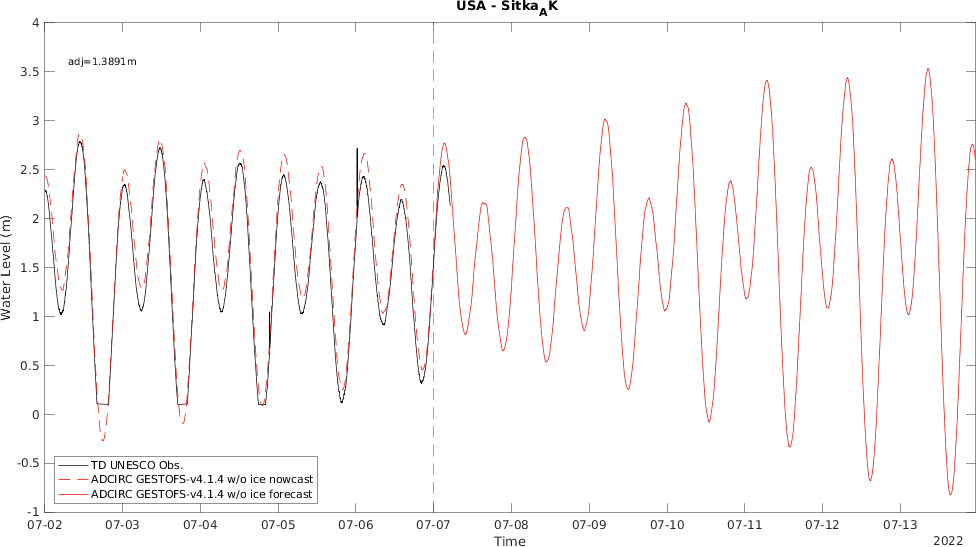 USA - Sitka_AK
4
adj=1.3891m
3.5
3
2.5
2
1.5
1
0.5
0
-0.5
-1
Water Level (m)
TD UNESCO Obs.
ADCIRC GESTOFS-v4.1.4 w/o ice nowcast
ADCIRC GESTOFS-v4.1.4 w/o ice forecast
07-02 07-03 07-04 07-05 07-06 07-07 07-08 07-09 07-10 07-11 07-12 07-13
Time
2022